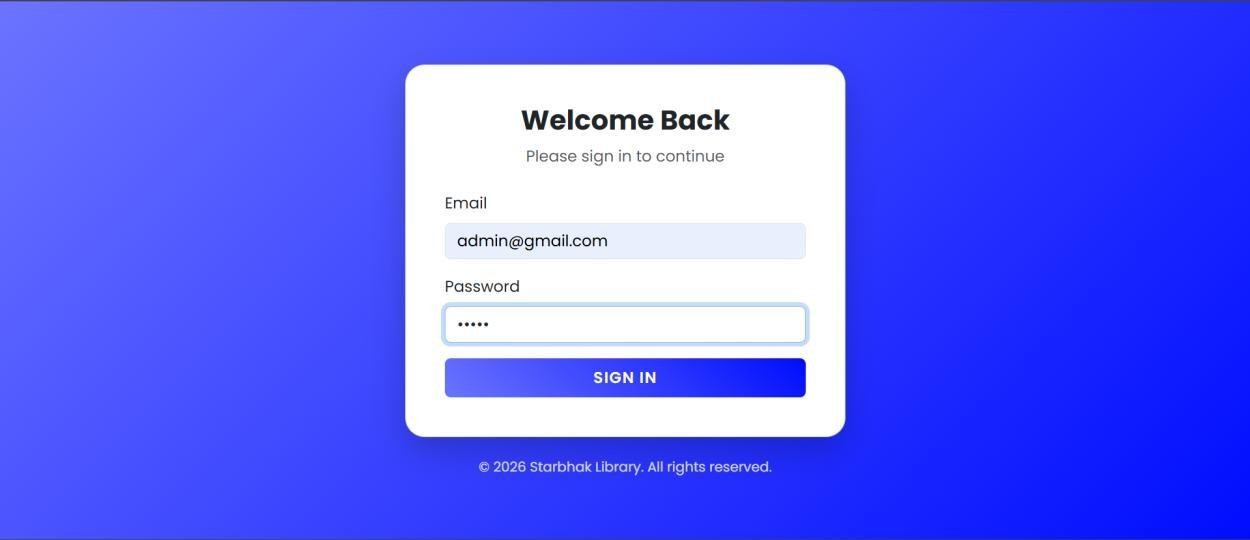 Welcome Back
Please sign in to continue
Email
admin@gmail.com
Password
•••••
SIGN IN
© 2026 Starbhak Library. All rights reserved.